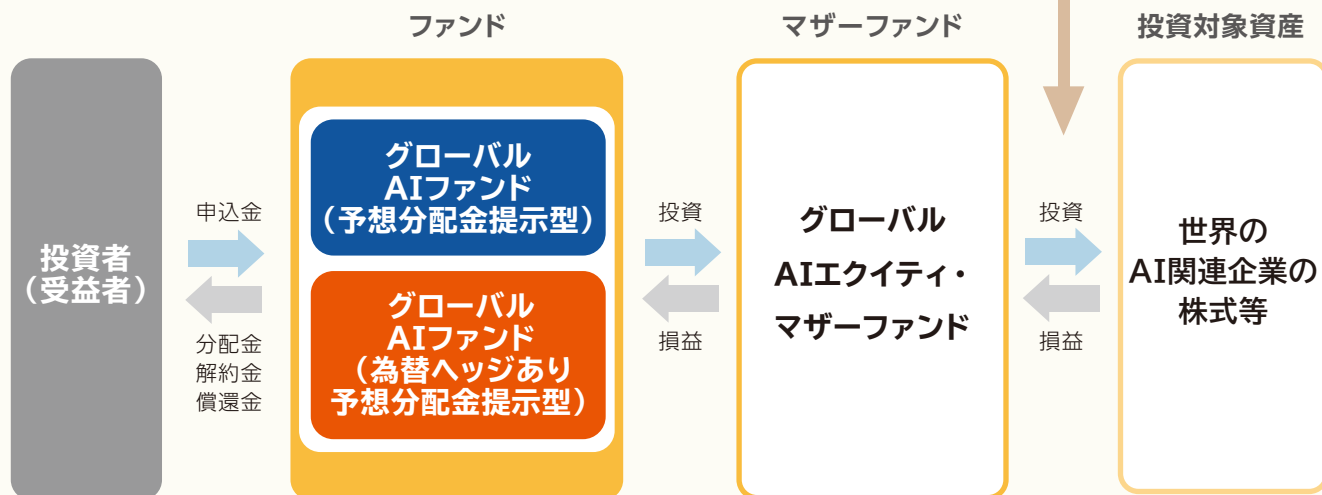 ファンド
マザーファンド
投資対象資産
投資者
（受益者）
申込金
分配金
解約金
償還金
グローバル
AIファンド
（予想分配金提示型）
グローバル
AIファンド
（為替ヘッジあり
予想分配金提示型）
投資
損益
グローバル
AIエクイティ・
マザーファンド
投資
損益
世界の
AI関連企業の
株式等